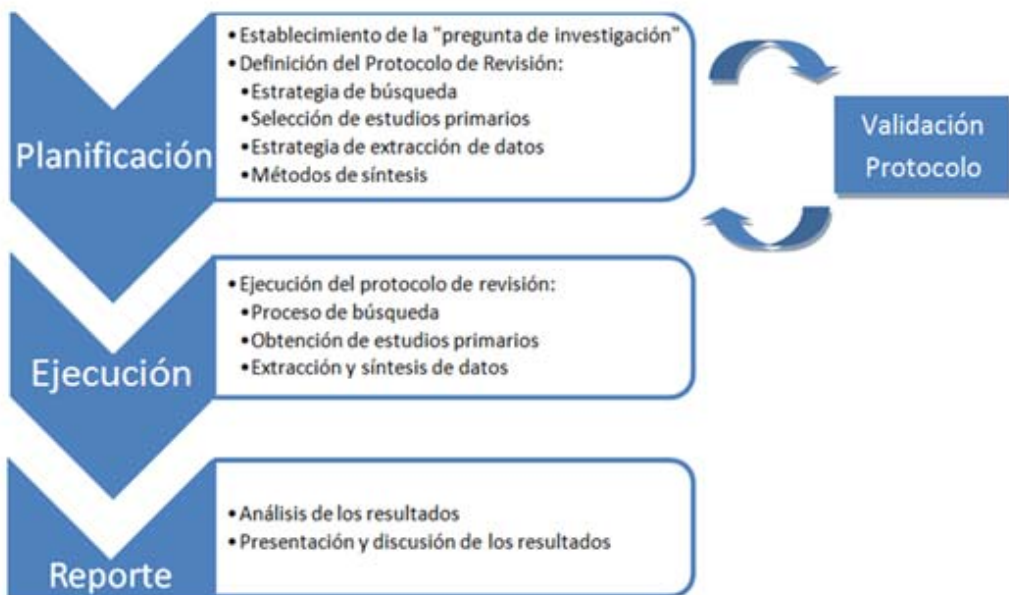 Planificación
•Establecimiento de la "pregunta de investigación"
•Definición del Protocolo de Revisión:
•Estrategia de búsqueda
•Selección de estudios primarios
•Estrategia de extracción de datos
•Métodos de síntesis
Validación
Protocolo
Ejecución
•Ejecución del protocolo de revisión:
•Proceso de búsqueda
•Obtención de estudios primarios
•Extracción y síntesis de datos
Reporte
•Análisis de los resultados
•Presentación y discusión de los resultados